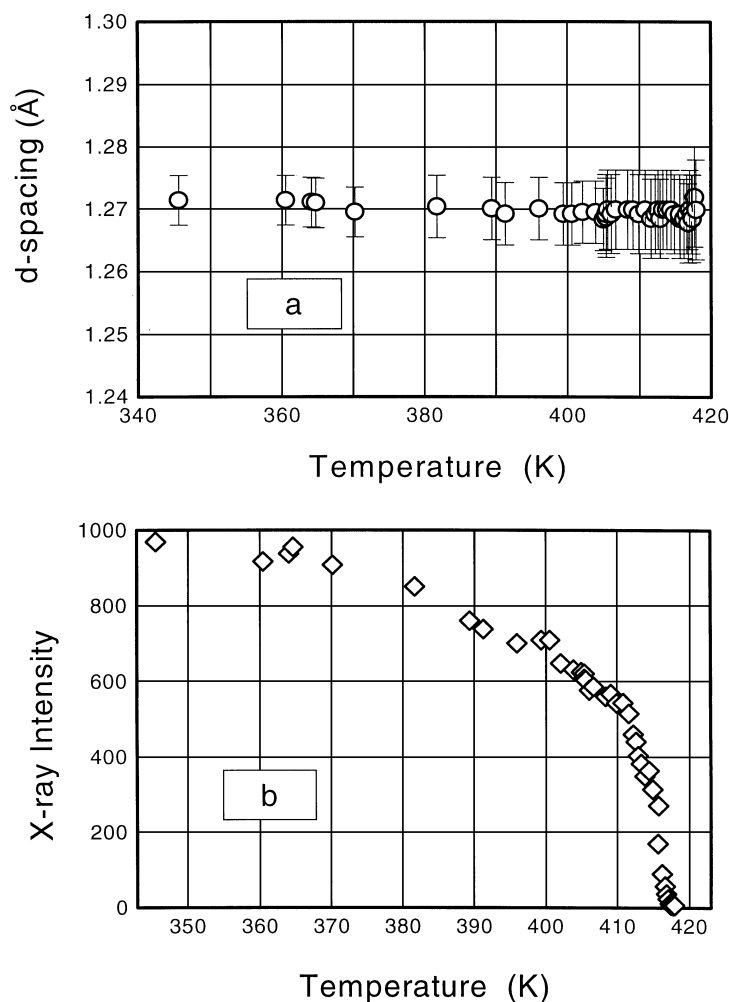 1.30
1.29
1.28
1.27
1.26
1.25
1.24
d-spacing (Å)
a
340 360 380 400 420
Temperature (K)
1000
800
600
400
200
0
X-ray Intensity
b
350 360 370 380 390 400 410 420
Temperature (K)